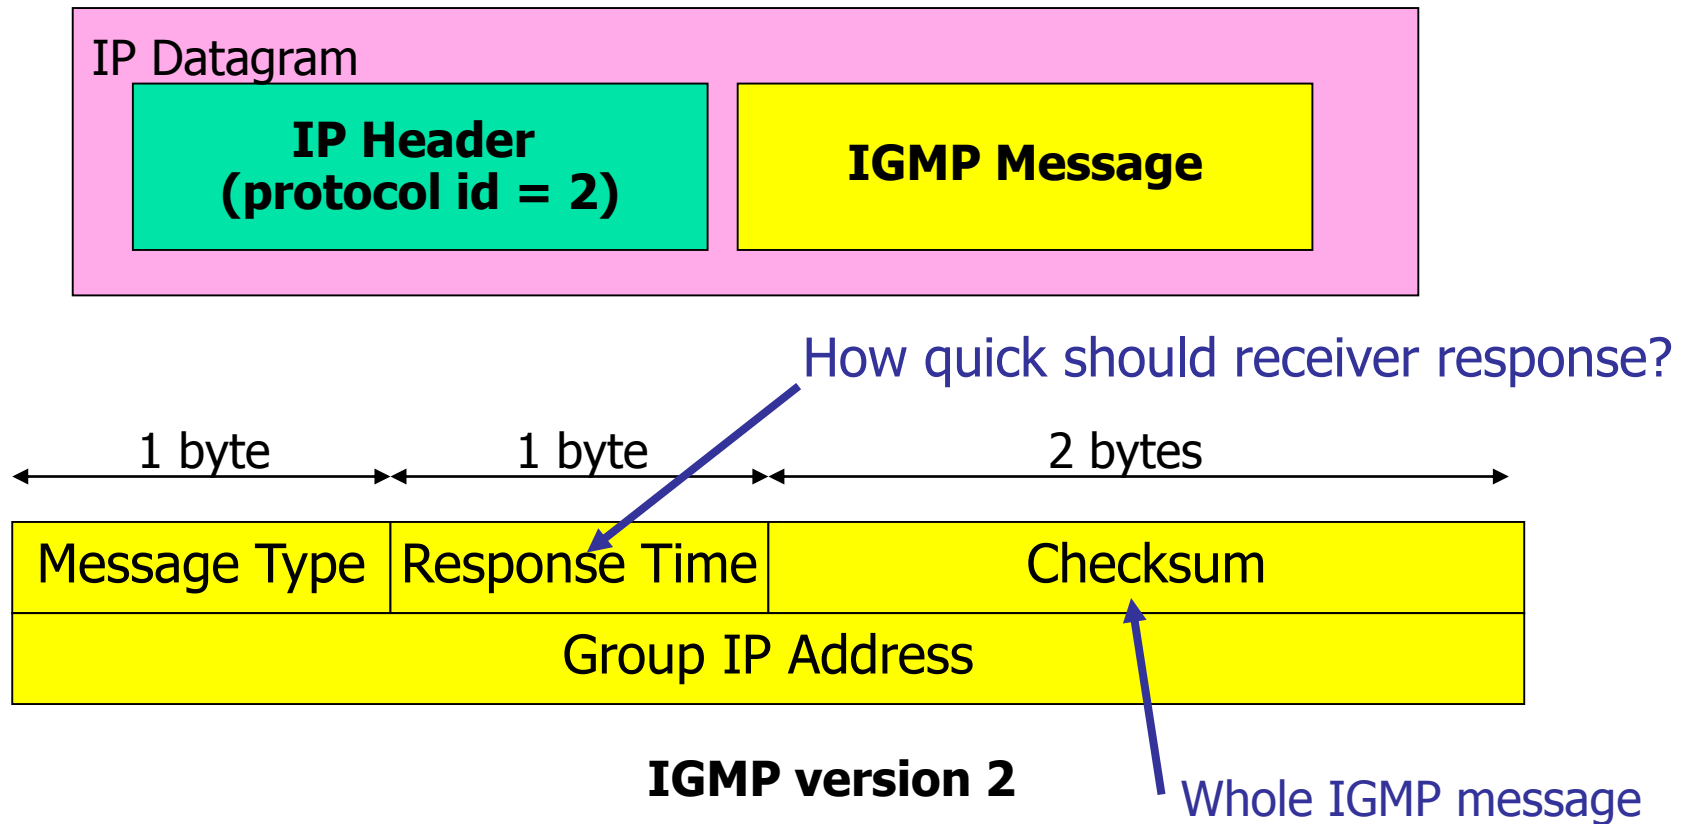 IP Datagram
IP Header
(protocol id = 2)
IGMP Message
How quick should receiver response?
1 byte
1 byte
2 bytes
Message Type
Response Time
Checksum
Group IP Address
IGMP version 2
Whole IGMP message